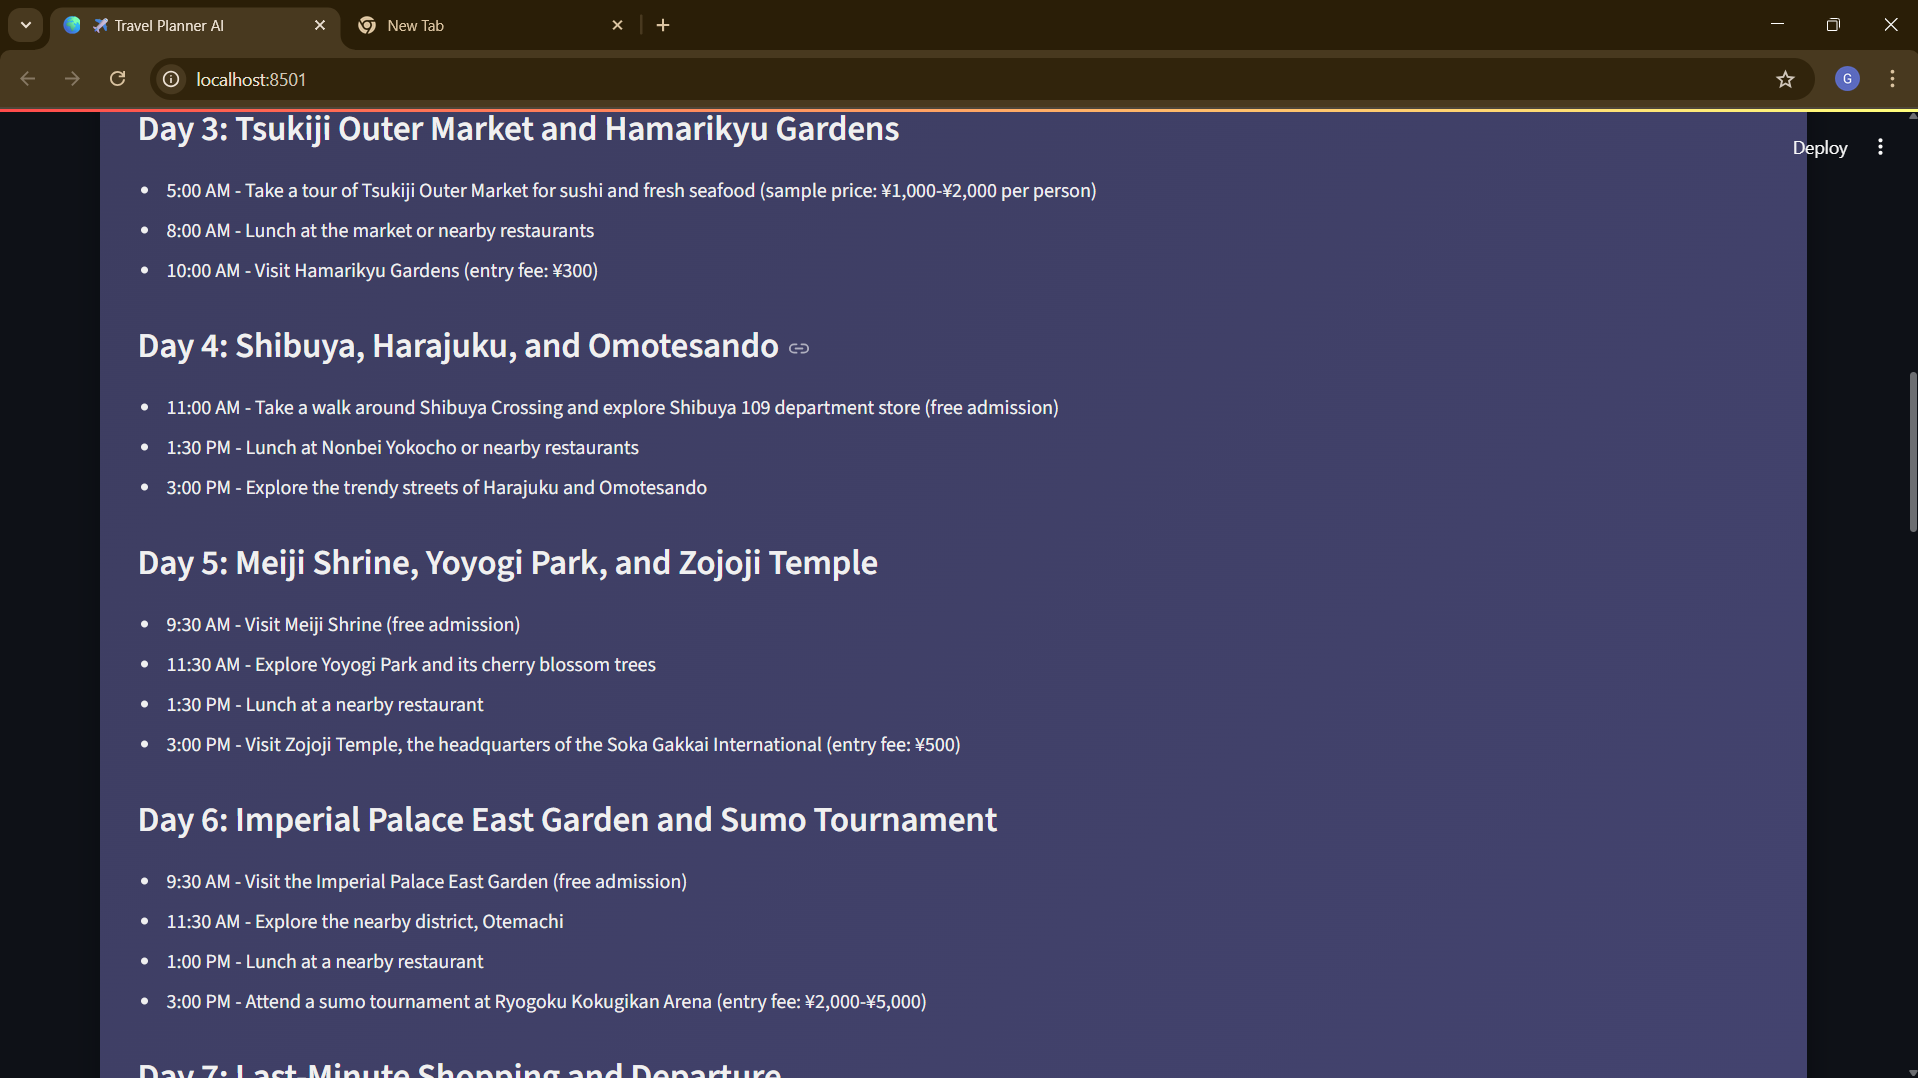 Travel Planner AI
New Tab
localhost:8501
G
Deploy
Day 3: Tsukiji Outer Market and Hamarikyu Gardens
5:00 AM - Take a tour of Tsukiji Outer Market for sushi and fresh seafood (sample price: ¥1,000-¥2,000 per person)
8:00 AM - Lunch at the market or nearby restaurants
10:00 AM - Visit Hamarikyu Gardens (entry fee: ¥300)
Day 4: Shibuya, Harajuku, and Omotesando
11:00 AM - Take a walk around Shibuya Crossing and explore Shibuya 109 department store (free admission)
1:30 PM - Lunch at Nonbei Yokocho or nearby restaurants
3:00 PM - Explore the trendy streets of Harajuku and Omotesando
Day 5: Meiji Shrine, Yoyogi Park, and Zojoji Temple
9:30 AM - Visit Meiji Shrine (free admission)
11:30 AM - Explore Yoyogi Park and its cherry blossom trees
1:30 PM - Lunch at a nearby restaurant
3:00 PM - Visit Zojoji Temple, the headquarters of the Soka Gakkai International (entry fee: ¥500)
Day 6: Imperial Palace East Garden and Sumo Tournament
9:30 AM - Visit the Imperial Palace East Garden (free admission)
11:30 AM - Explore the nearby district, Otemachi
1:00 PM - Lunch at a nearby restaurant
3:00 PM - Attend a sumo tournament at Ryogoku Kokugikan Arena (entry fee: ¥2,000-¥5,000)
Day 7: Last-Minute Shopping and Departure